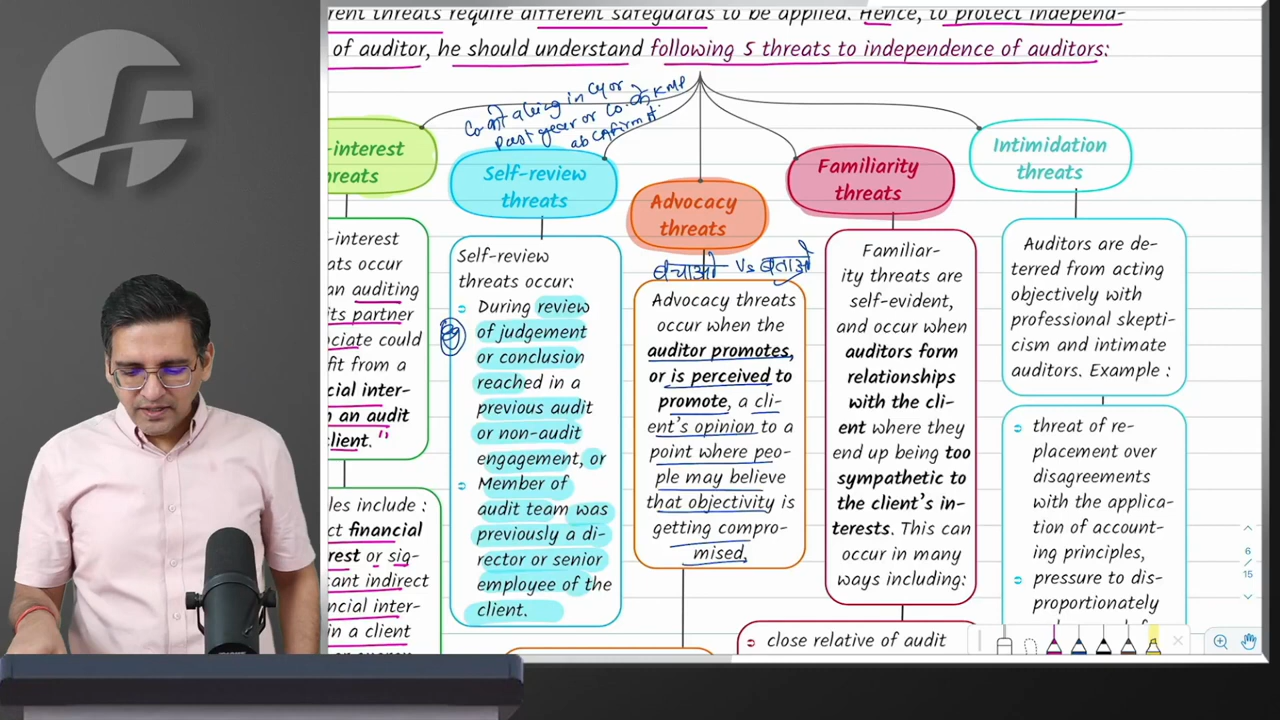 rent threats require different safeguards to be applied. Hence, to protect independ-
of auditor, he should understand following 5 threats to independence of auditors:
-interest
hreats
Self-review
threats
Advocacy
threats
Familiarity
threats
Intimidation
threats
Vs
-interest
ats occur
an auditing
its partner
ciate could
fit from a
cial inter-
n an audit
lient."
les include :
ct financial
rest or sig-
cant indirect
ncial inter-
in a client
Self-review
threats occur:
During review
of judgement
or conclusion
reached in a
previous audit
or non-audit
engagement, or
Member of
audit team was
previously a di-
rector or senior
employee of the
client.
Advocacy threats
occur when the
auditor promotes,
or is perceived to
promote, a cli-
ent's opinion to a
point where peo-
ple may believe
that objectivity is
getting compro-
mised,
Familiar-
ity threats are
self-evident,
and occur when
auditors form
relationships
with the cli-
ent where they
end up being too
sympathetic to
the client's in-
terests. This can
occur in many
ways including:
close relative of audit
Auditors are de-
terred from acting
objectively with
professional skepti-
cism and intimate
auditors. Example :
threat of re-
placement over
disagreements
with the applica-
tion of account-
ing principles,
pressure to dis-
proportionately
6
15